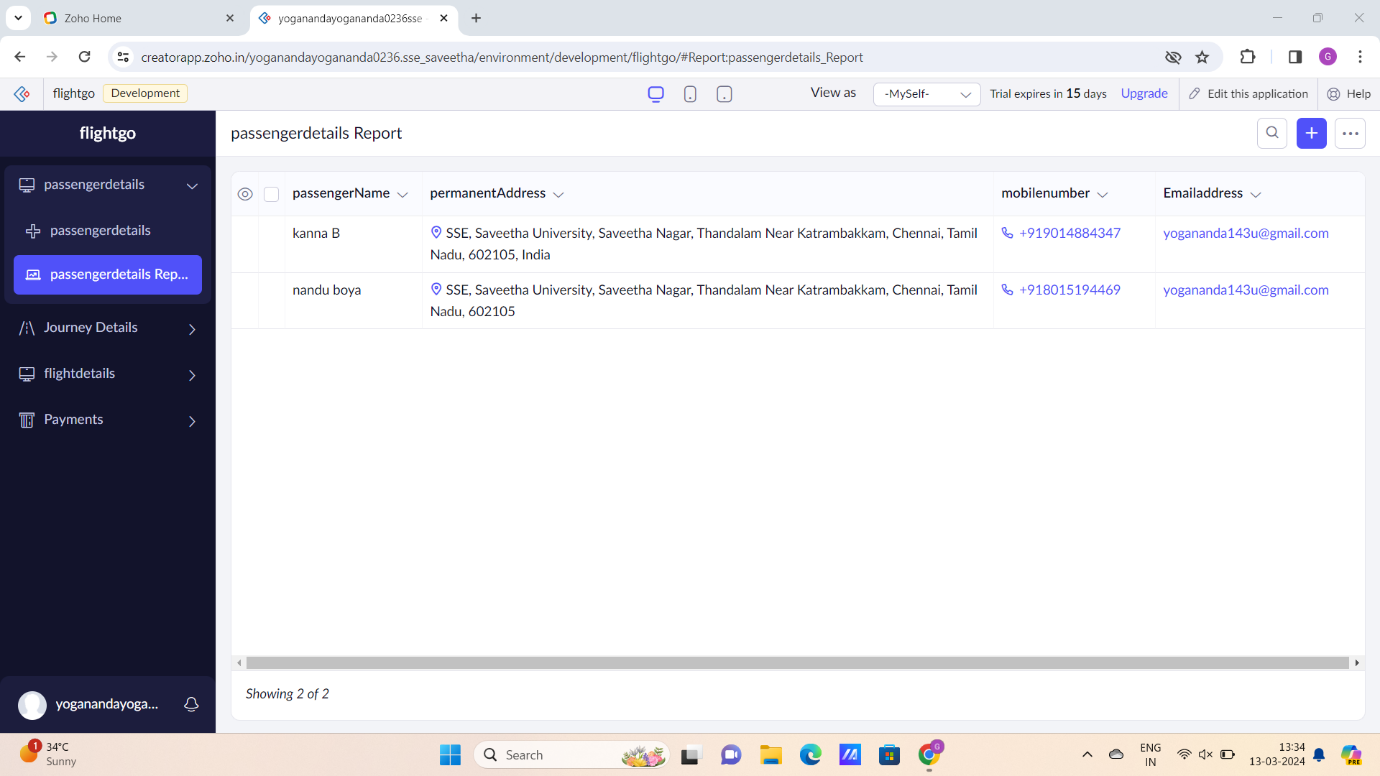 Zoho Home
yoganandayogananda0236sse
creatorapp.zoho.in/yoganandayogananda0236.sse_saveetha/environment/development/flightgo/#Report:passengerdetails_Report
G
flightgo
Development
View as
-MySelf-
Trial expires in 15 days
Upgrade
Edit this application
Help
flightgo
passengerdetails
passengerdetails
passengerdetails Rep...
Journey Details
flightdetails
Payments
yoganandayoga...
passengerdetails Report
passengerName
permanentAddress
mobilenumber
Emailaddress
kanna B
SSE, Saveetha University, Saveetha Nagar, Thandalam Near Katrambakkam, Chennai, Tamil
Nadu, 602105, India
+919014884347
yogananda143u@gmail.com
nandu boya
SSE, Saveetha University, Saveetha Nagar, Thandalam Near Katrambakkam, Chennai, Tamil
Nadu, 602105
+918015194469
yogananda143u@gmail.com
Showing 2 of 2
1
34°C
Sunny
Search
G
ENG
IN
13:34
13-03-2024
PRE